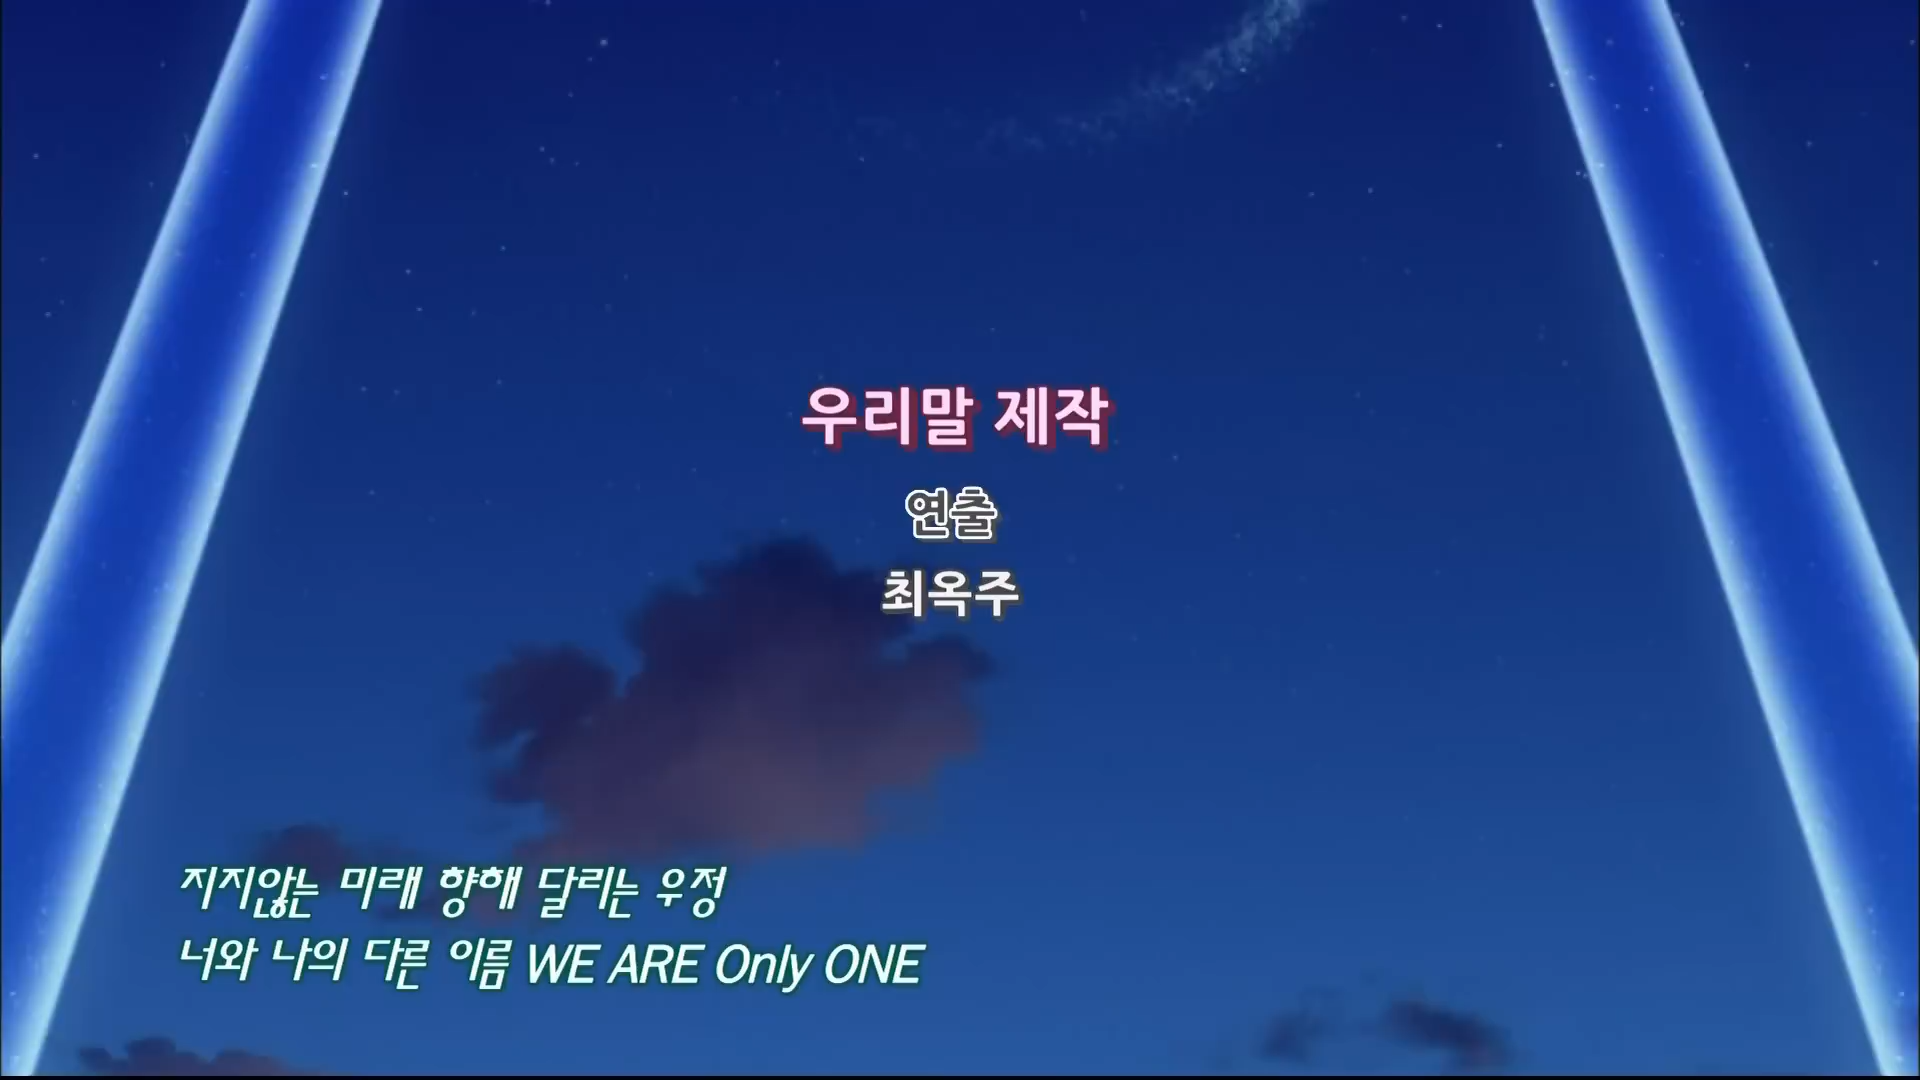 우리말 제작
연출
최옥주
지지않는 미래 향해 달리는 우정
너와 나의 다른 이름 WE ARE Only ONE